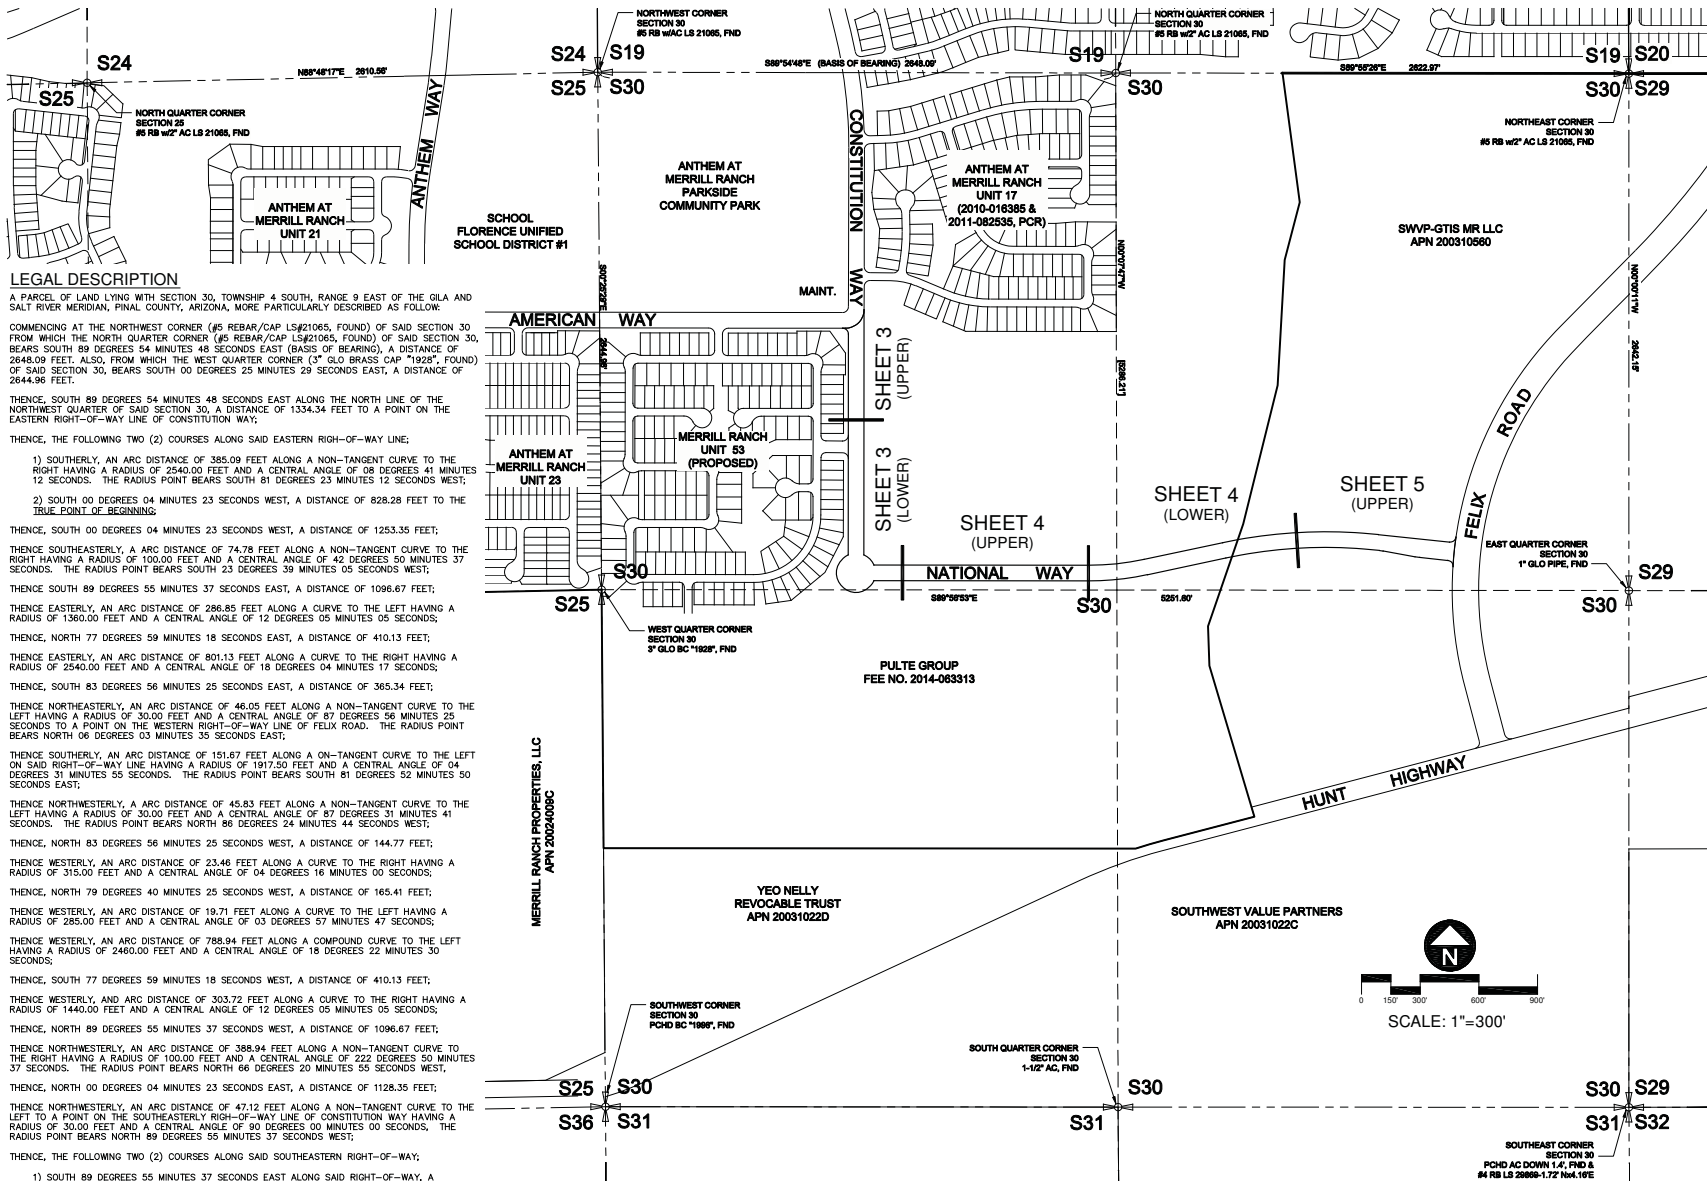 LEGAL DESCRIPTION
A PARCEL OF LAND LYING WITH SECTION 30, TOWNSHIP 4 SOUTH, RANGE 9 EAST OF THE GILA AND
SALT RIVER MERIDIAN, PINAL COUNTY, ARIZONA, MORE PARTICULARLY DESCRIBED AS FOLLOW:
COMMENCING AT THE NORTHWEST CORNER (#5 REBAR/CAP LS#21065, FOUND) OF SAID SECTION 30
FROM WHICH THE NORTH QUARTER CORNER (#5 REBAR/CAP LS#21065, FOUND) OF SAID SECTION 30,
BEARS SOUTH 89 DEGREES 54 MINUTES 48 SECONDS EAST (BASIS OF BEARING), A DISTANCE OF
2648.09 FEET. ALSO, FROM WHICH THE WEST QUARTER CORNER (3" GLO BRASS CAP "1928", FOUND)
OF SAID SECTION 30, BEARS SOUTH 00 DEGREES 25 MINUTES 29 SECONDS EAST, A DISTANCE OF
2644.96 FEET.
THENCE, SOUTH 89 DEGREES 54 MINUTES 48 SECONDS EAST ALONG THE NORTH LINE OF THE
NORTHWEST QUARTER OF SAID SECTION 30, A DISTANCE OF 1334.34 FEET TO A POINT ON THE
EASTERN RIGHT-OF-WAY LINE OF CONSTITUTION WAY;
THENCE, THE FOLLOWING TWO (2) COURSES ALONG SAID EASTERN RIGH-OF-WAY LINE;
1) SOUTHERLY, AN ARC DISTANCE OF 385.09 FEET ALONG A NON-TANGENT CURVE TO THE
RIGHT HAVING A RADIUS OF 2540.00 FEET AND A CENTRAL ANGLE OF 08 DEGREES 41 MINUTES
12 SECONDS. THE RADIUS POINT BEARS SOUTH 81 DEGREES 23 MINUTES 12 SECONDS WEST;
2) SOUTH 00 DEGREES 04 MINUTES 23 SECONDS WEST, A DISTANCE OF 828.28 FEET TO THE
TRUE POINT OF BEGINNING;
THENCE, SOUTH 00 DEGREES 04 MINUTES 23 SECONDS WEST, A DISTANCE OF 1253.35 FEET;
THENCE SOUTHEASTERLY, A ARC DISTANCE OF 74.78 FEET ALONG A NON-TANGENT CURVE TO THE
RIGHT HAVING A RADIUS OF 100.00 FEET AND A CENTRAL ANGLE OF 42 DEGREES 50 MINUTES 37
SECONDS. THE RADIUS POINT BEARS SOUTH 23 DEGREES 39 MINUTES 05 SECONDS WEST;
THENCE SOUTH 89 DEGREES 55 MINUTES 37 SECONDS EAST, A DISTANCE OF 1096.67 FEET;
THENCE EASTERLY, AN ARC DISTANCE OF 286.85 FEET ALONG A CURVE TO THE LEFT HAVING A
RADIUS OF 1360.00 FEET AND A CENTRAL ANGLE OF 12 DEGREES 05 MINUTES 05 SECONDS;
THENCE, NORTH 77 DEGREES 59 MINUTES 18 SECONDS EAST, A DISTANCE OF 410.13 FEET;
THENCE EASTERLY, AN ARC DISTANCE OF 801.13 FEET ALONG A CURVE TO THE RIGHT HAVING A
RADIUS OF 2540.00 FEET AND A CENTRAL ANGLE OF 18 DEGREES 04 MINUTES 17 SECONDS;
THENCE, SOUTH 83 DEGREES 56 MINUTES 25 SECONDS EAST, A DISTANCE OF 365.34 FEET;
THENCE NORTHEASTERLY, AN ARC DISTANCE OF 46.05 FEET ALONG A NON-TANGENT CURVE TO THE
LEFT HAVING A RADIUS OF 30.00 FEET AND A CENTRAL ANGLE OF 87 DEGREES 56 MINUTES 25
SECONDS TO A POINT ON THE WESTERN RIGHT-OF-WAY LINE OF FELIX ROAD. THE RADIUS POINT
BEARS NORTH 06 DEGREES 03 MINUTES 35 SECONDS EAST;
THENCE SOUTHERLY, AN ARC DISTANCE OF 151.67 FEET ALONG A ON-TANGENT CURVE TO THE LEFT
ON SAID RIGHT-OF-WAY LINE HAVING A RADIUS OF 1917.50 FEET AND A CENTRAL ANGLE OF 04
DEGREES 31 MINUTES 55 SECONDS. THE RADIUS POINT BEARS SOUTH 81 DEGREES 52 MINUTES 50
SECONDS EAST;
THENCE NORTHWESTERLY, A ARC DISTANCE OF 45.83 FEET ALONG A NON-TANGENT CURVE TO THE
LEFT HAVING A RADIUS OF 30.00 FEET AND A CENTRAL ANGLE OF 87 DEGREES 31 MINUTES 41
SECONDS. THE RADIUS POINT BEARS NORTH 86 DEGREES 24 MINUTES 44 SECONDS WEST;
THENCE, NORTH 83 DEGREES 56 MINUTES 25 SECONDS WEST, A DISTANCE OF 144.77 FEET;
THENCE WESTERLY, AN ARC DISTANCE OF 23.46 FEET ALONG A CURVE TO THE RIGHT HAVING A
RADIUS OF 315.00 FEET AND A CENTRAL ANGLE OF 04 DEGREES 16 MINUTES 00 SECONDS;
THENCE, NORTH 79 DEGREES 40 MINUTES 25 SECONDS WEST, A DISTANCE OF 165.41 FEET;
THENCE WESTERLY, AN ARC DISTANCE OF 19.71 FEET ALONG A CURVE TO THE LEFT HAVING A
RADIUS OF 285.00 FEET AND A CENTRAL ANGLE OF 03 DEGREES 57 MINUTES 47 SECONDS;
THENCE WESTERLY, AN ARC DISTANCE OF 788.94 FEET ALONG A COMPOUND CURVE TO THE LEFT
HAVING A RADIUS OF 2460.00 FEET AND A CENTRAL ANGLE OF 18 DEGREES 22 MINUTES 30
SECONDS;
THENCE, SOUTH 77 DEGREES 59 MINUTES 18 SECONDS WEST, A DISTANCE OF 410.13 FEET;
THENCE WESTERLY, AND ARC DISTANCE OF 303.72 FEET ALONG A CURVE TO THE RIGHT HAVING A
RADIUS OF 1440.00 FEET AND A CENTRAL ANGLE OF 12 DEGREES 05 MINUTES 05 SECONDS;
THENCE, NORTH 89 DEGREES 55 MINUTES 37 SECONDS WEST, A DISTANCE OF 1096.67 FEET;
THENCE NORTHWESTERLY, AN ARC DISTANCE OF 388.94 FEET ALONG A NON-TANGENT CURVE TO
THE RIGHT HAVING A RADIUS OF 100.00 FEET AND A CENTRAL ANGLE OF 222 DEGREES 50 MINUTES
37 SECONDS. THE RADIUS POINT BEARS NORTH 66 DEGREES 20 MINUTES 55 SECONDS WEST,
THENCE, NORTH 00 DEGREES 04 MINUTES 23 SECONDS EAST, A DISTANCE OF 1128.35 FEET;
THENCE NORTHWESTERLY, AN ARC DISTANCE OF 47.12 FEET ALONG A NON-TANGENT CURVE TO THE
LEFT TO A POINT ON THE SOUTHEASTERLY RIGH-OF-WAY LINE OF CONSTITUTION WAY HAVING A
RADIUS OF 30.00 FEET AND A CENTRAL ANGLE OF 90 DEGREES 00 MINUTES 00 SECONDS, THE
RADIUS POINT BEARS NORTH 89 DEGREES 55 MINUTES 37 SECONDS WEST;
THENCE, THE FOLLOWING TWO (2) COURSES ALONG SAID SOUTHEASTERN RIGHT-OF-WAY;
1) SOUTH 89 DEGREES 55 MINUTES 37 SECONDS EAST ALONG SAID RIGHT-OF-WAY, A
S24
S25
NORTH QUARTER CORNER
SECTION 25
#5 RB w/2" AC LS 21065, FND
N88°48'17"E 2610.56'
ANTHEM WAY
ANTHEM AT
MERRILL RANCH
UNIT 21
NORTHWEST CORNER
SECTION 30
#5 RB w/AC LS 21065, FND
S24 S19
S25 S30
S89°54'48"E (BASIS OF BEARING) 2648.09'
SCHOOL
FLORENCE UNIFIED
SCHOOL DISTRICT #1
ANTHEM AT
MERRILL RANCH
PARKSIDE
COMMUNITY PARK
CONSTITUTION WAY
MAINT.
ANTHEM AT
MERRILL RANCH
UNIT 17
(2010-016385 &
2011-082535, PCR)
NORTH QUARTER CORNER
SECTION 30
#5 RB w/2" AC LS 21065, FND
S19
S30
S89°55'26"E 2622.97'
S19 S20
S30 S29
NORTHEAST CORNER
SECTION 30
#5 RB w/2" AC LS 21065, FND
SWVP-GTIS MR LLC
APN 200310560
S00°25'29"E
2644.96'
N00°07'47"W
[5286.21']
N00°00'11"W
2642.15'
AMERICAN WAY
ANTHEM AT
MERRILL RANCH
UNIT 23
MERRILL RANCH
UNIT 53
(PROPOSED)
SHEET 3
(UPPER)
SHEET 3
(LOWER)
SHEET 4
(UPPER)
SHEET 4
(LOWER)
SHEET 5
(UPPER)
FELIX ROAD
EAST QUARTER CORNER
SECTION 30
1" GLO PIPE, FND
S29
S30
NATIONAL WAY
S89°56'53"E
S30
5251.60'
S30
S25
WEST QUARTER CORNER
SECTION 30
3" GLO BC "1928", FND
PULTE GROUP
FEE NO. 2014-063313
HUNT HIGHWAY
MERRILL RANCH PROPERTIES, LLC
APN 20024009C
YEO NELLY
REVOCABLE TRUST
APN 20031022D
SOUTHWEST VALUE PARTNERS
APN 20031022C
N
0 150' 300' 600' 900'
SCALE: 1"=300'
SOUTHWEST CORNER
SECTION 30
PCHD BC "1996", FND
S25 S30
S36 S31
SOUTH QUARTER CORNER
SECTION 30
1-1/2" AC, FND
S30
S31
S30 S29
S31 S32
SOUTHEAST CORNER
SECTION 30
PCHD AC DOWN 1.4', FND &
#4 RB LS 29869-1.72' Nx4.16'E